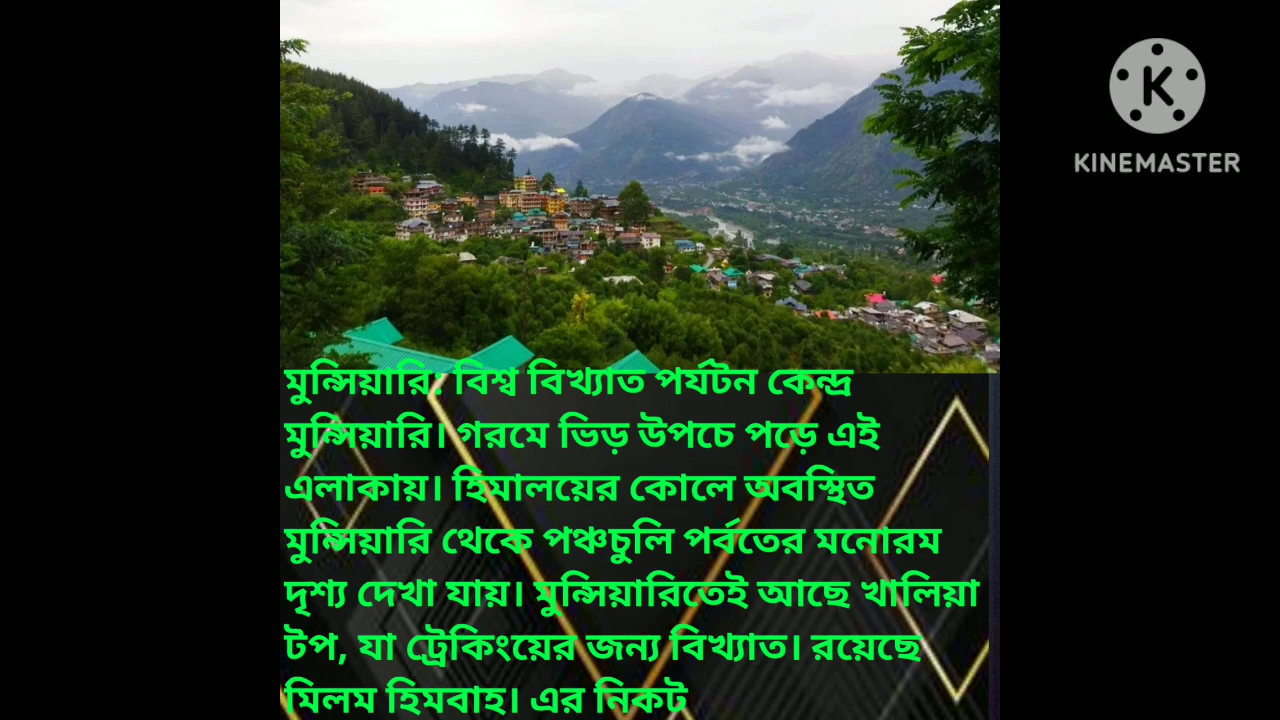 KINEMASTER
মুন্সিয়ারি: বিশ্ব বিখ্যাত পর্যটন কেন্দ্র
মুন্সিয়ারি। গরমে ভিড় উপচে পড়ে এই
এলাকায়। হিমালয়ের কোলে অবস্থিত
মুন্সিয়ারি থেকে পঞ্চচুলি পর্বতের মনোরম
দৃশ্য দেখা যায়। মুন্সিয়ারিতেই আছে খালিয়া
টপ, যা ট্রেকিংয়ের জন্য বিখ্যাত। রয়েছে
মিলম হিমবাহ। এর নিকট